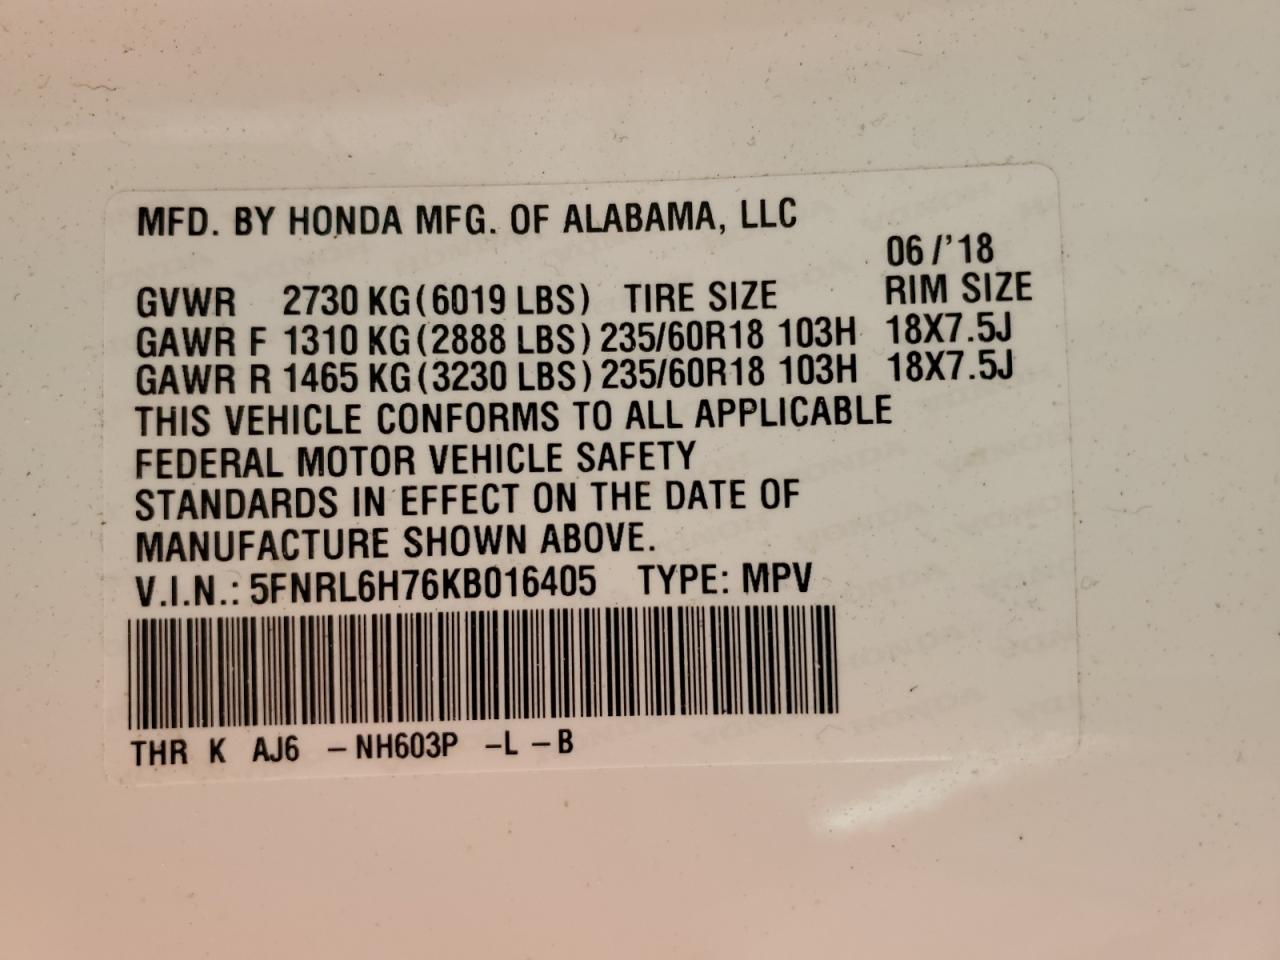 MFD. BY HONDA MFG. OF ALABAMA, LLC
06/'18
GVWR 2730 KG(6019 LBS) TIRE SIZE RIM SIZE
GAWR F 1310 KG(2888 LBS) 235/60R18 103H 18X7.5J
GAWR R 1465 KG(3230 LBS) 235/60R18 103H 18X7.5J
THIS VEHICLE CONFORMS TO ALL APPLICABLE
FEDERAL MOTOR VEHICLE SAFETY
STANDARDS IN EFFECT ON THE DATE OF
MANUFACTURE SHOWN ABOVE.
V.I.N.: 5FNRL6H76KB016405 TYPE: MPV
THR K AJ6 -NH603P -L -B